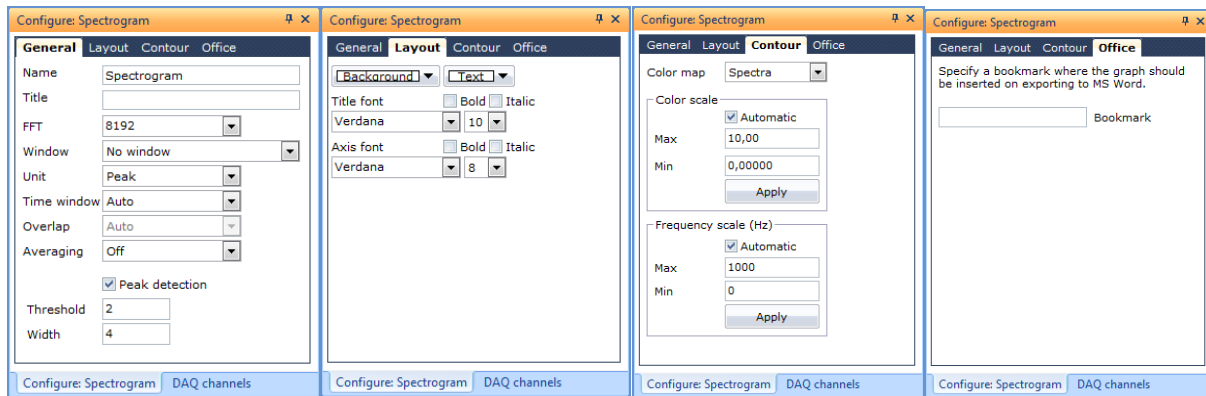 Configure: Spectrogram
General Layout Contour Office
Name Spectrogram
Title
FFT 8192
Window No window
Unit Peak
Time window Auto
Overlap Auto
Averaging Off
Peak detection
Threshold 2
Width 4
Configure: Spectrogram DAQ channels
Configure: Spectrogram
General Layout Contour Office
Background Text
Title font Bold Italic
Verdana 10
Axis font Bold Italic
Verdana 8
Configure: Spectrogram DAQ channels
Configure: Spectrogram
General Layout Contour Office
Color map Spectra
Color scale
Automatic
Max 10,00
Min 0,00000
Apply
Frequency scale (Hz)
Automatic
Max 1000
Min 0
Apply
Configure: Spectrogram DAQ channels
Configure: Spectrogram
General Layout Contour Office
Specify a bookmark where the graph should
be inserted on exporting to MS Word.
Bookmark
Configure: Spectrogram DAQ channels